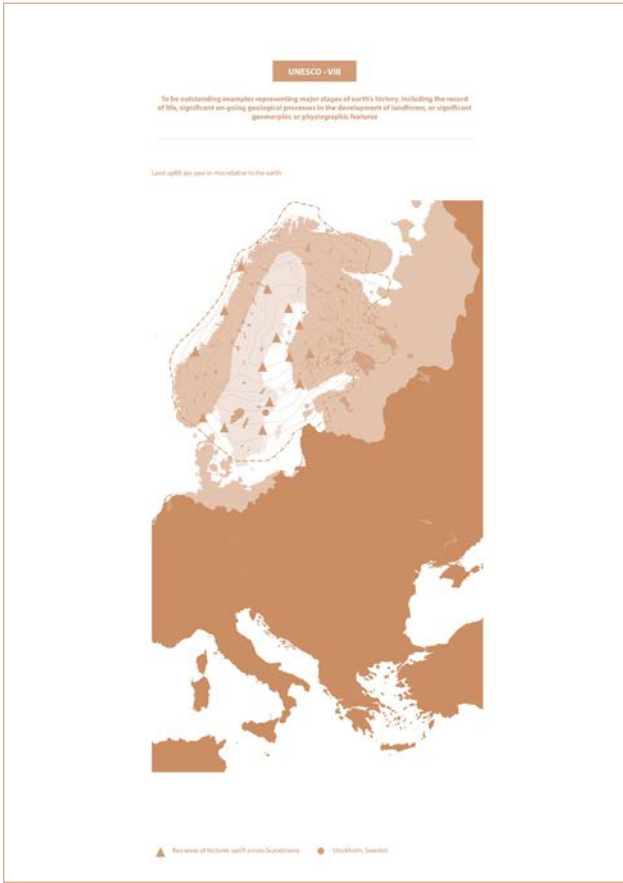 UNESCO - VIII
To be outstanding examples representing major stages of earth's history, including the record
of life, significant on-going geological processes in the development of landforms, or significant
geomorphic or physiographic features
Land uplift per year in mm relative to the earth
Key areas of tectonic uplift across Scandinavia
Stockholm, Sweden